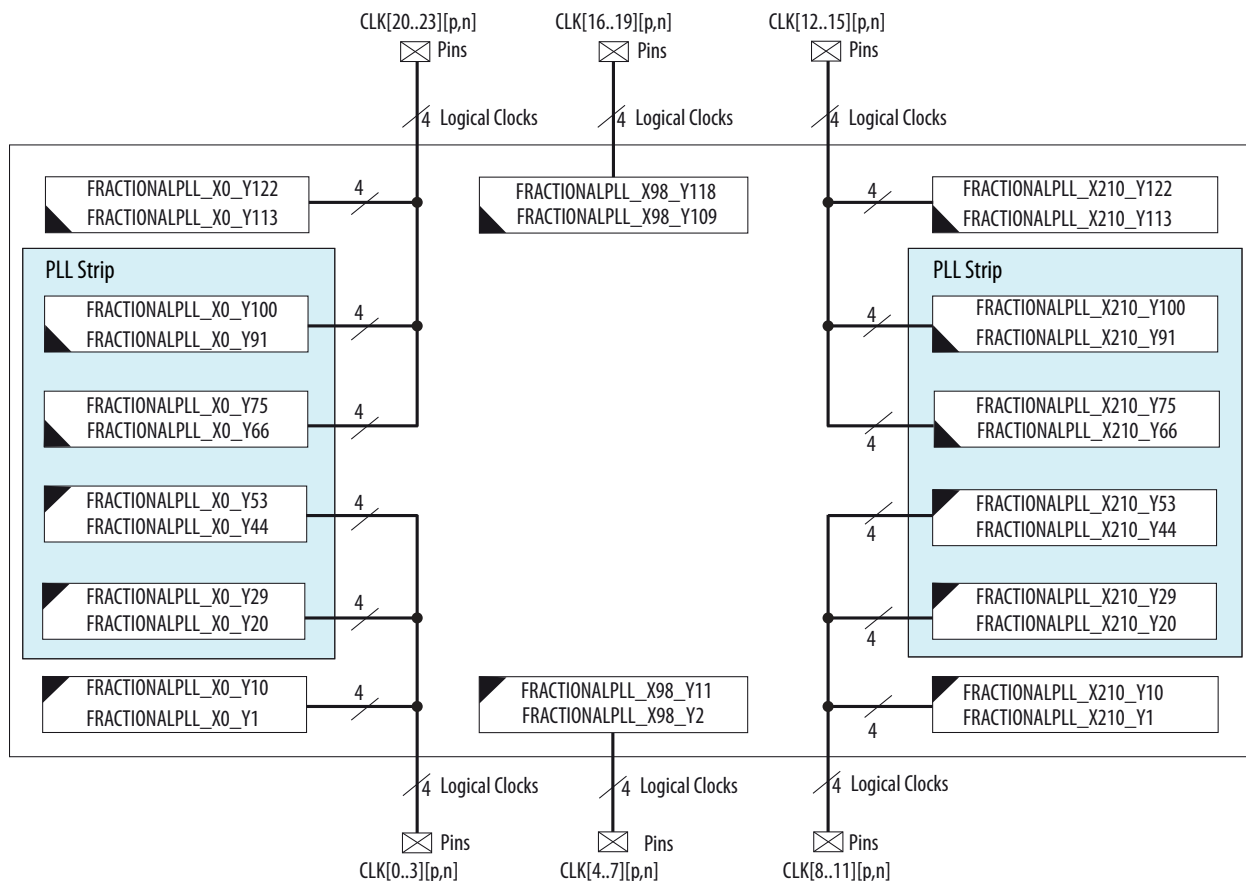 CLK[20..23][p,n]
CLK[16..19][p,n]
CLK[12..15][p,n]
Pins
Pins
Pins
4 Logical Clocks
4 Logical Clocks
4 Logical Clocks
FRACTIONALPLL_X0_Y122
FRACTIONALPLL_X0_Y113
4
FRACTIONALPLL_X98_Y118
FRACTIONALPLL_X98_Y109
4
FRACTIONALPLL_X210_Y122
FRACTIONALPLL_X210_Y113
PLL Strip
PLL Strip
FRACTIONALPLL_X0_Y100
FRACTIONALPLL_X0_Y91
4
4
FRACTIONALPLL_X210_Y100
FRACTIONALPLL_X210_Y91
FRACTIONALPLL_X0_Y75
FRACTIONALPLL_X0_Y66
4
4
FRACTIONALPLL_X210_Y75
FRACTIONALPLL_X210_Y66
FRACTIONALPLL_X0_Y53
FRACTIONALPLL_X0_Y44
4
4
FRACTIONALPLL_X210_Y53
FRACTIONALPLL_X210_Y44
FRACTIONALPLL_X0_Y29
FRACTIONALPLL_X0_Y20
4
4
FRACTIONALPLL_X210_Y29
FRACTIONALPLL_X210_Y20
FRACTIONALPLL_X0_Y10
FRACTIONALPLL_X0_Y1
4
FRACTIONALPLL_X98_Y11
FRACTIONALPLL_X98_Y2
4
FRACTIONALPLL_X210_Y10
FRACTIONALPLL_X210_Y1
4 Logical Clocks
4 Logical Clocks
4 Logical Clocks
Pins
Pins
Pins
CLK[0..3][p,n]
CLK[4..7][p,n]
CLK[8..11][p,n]